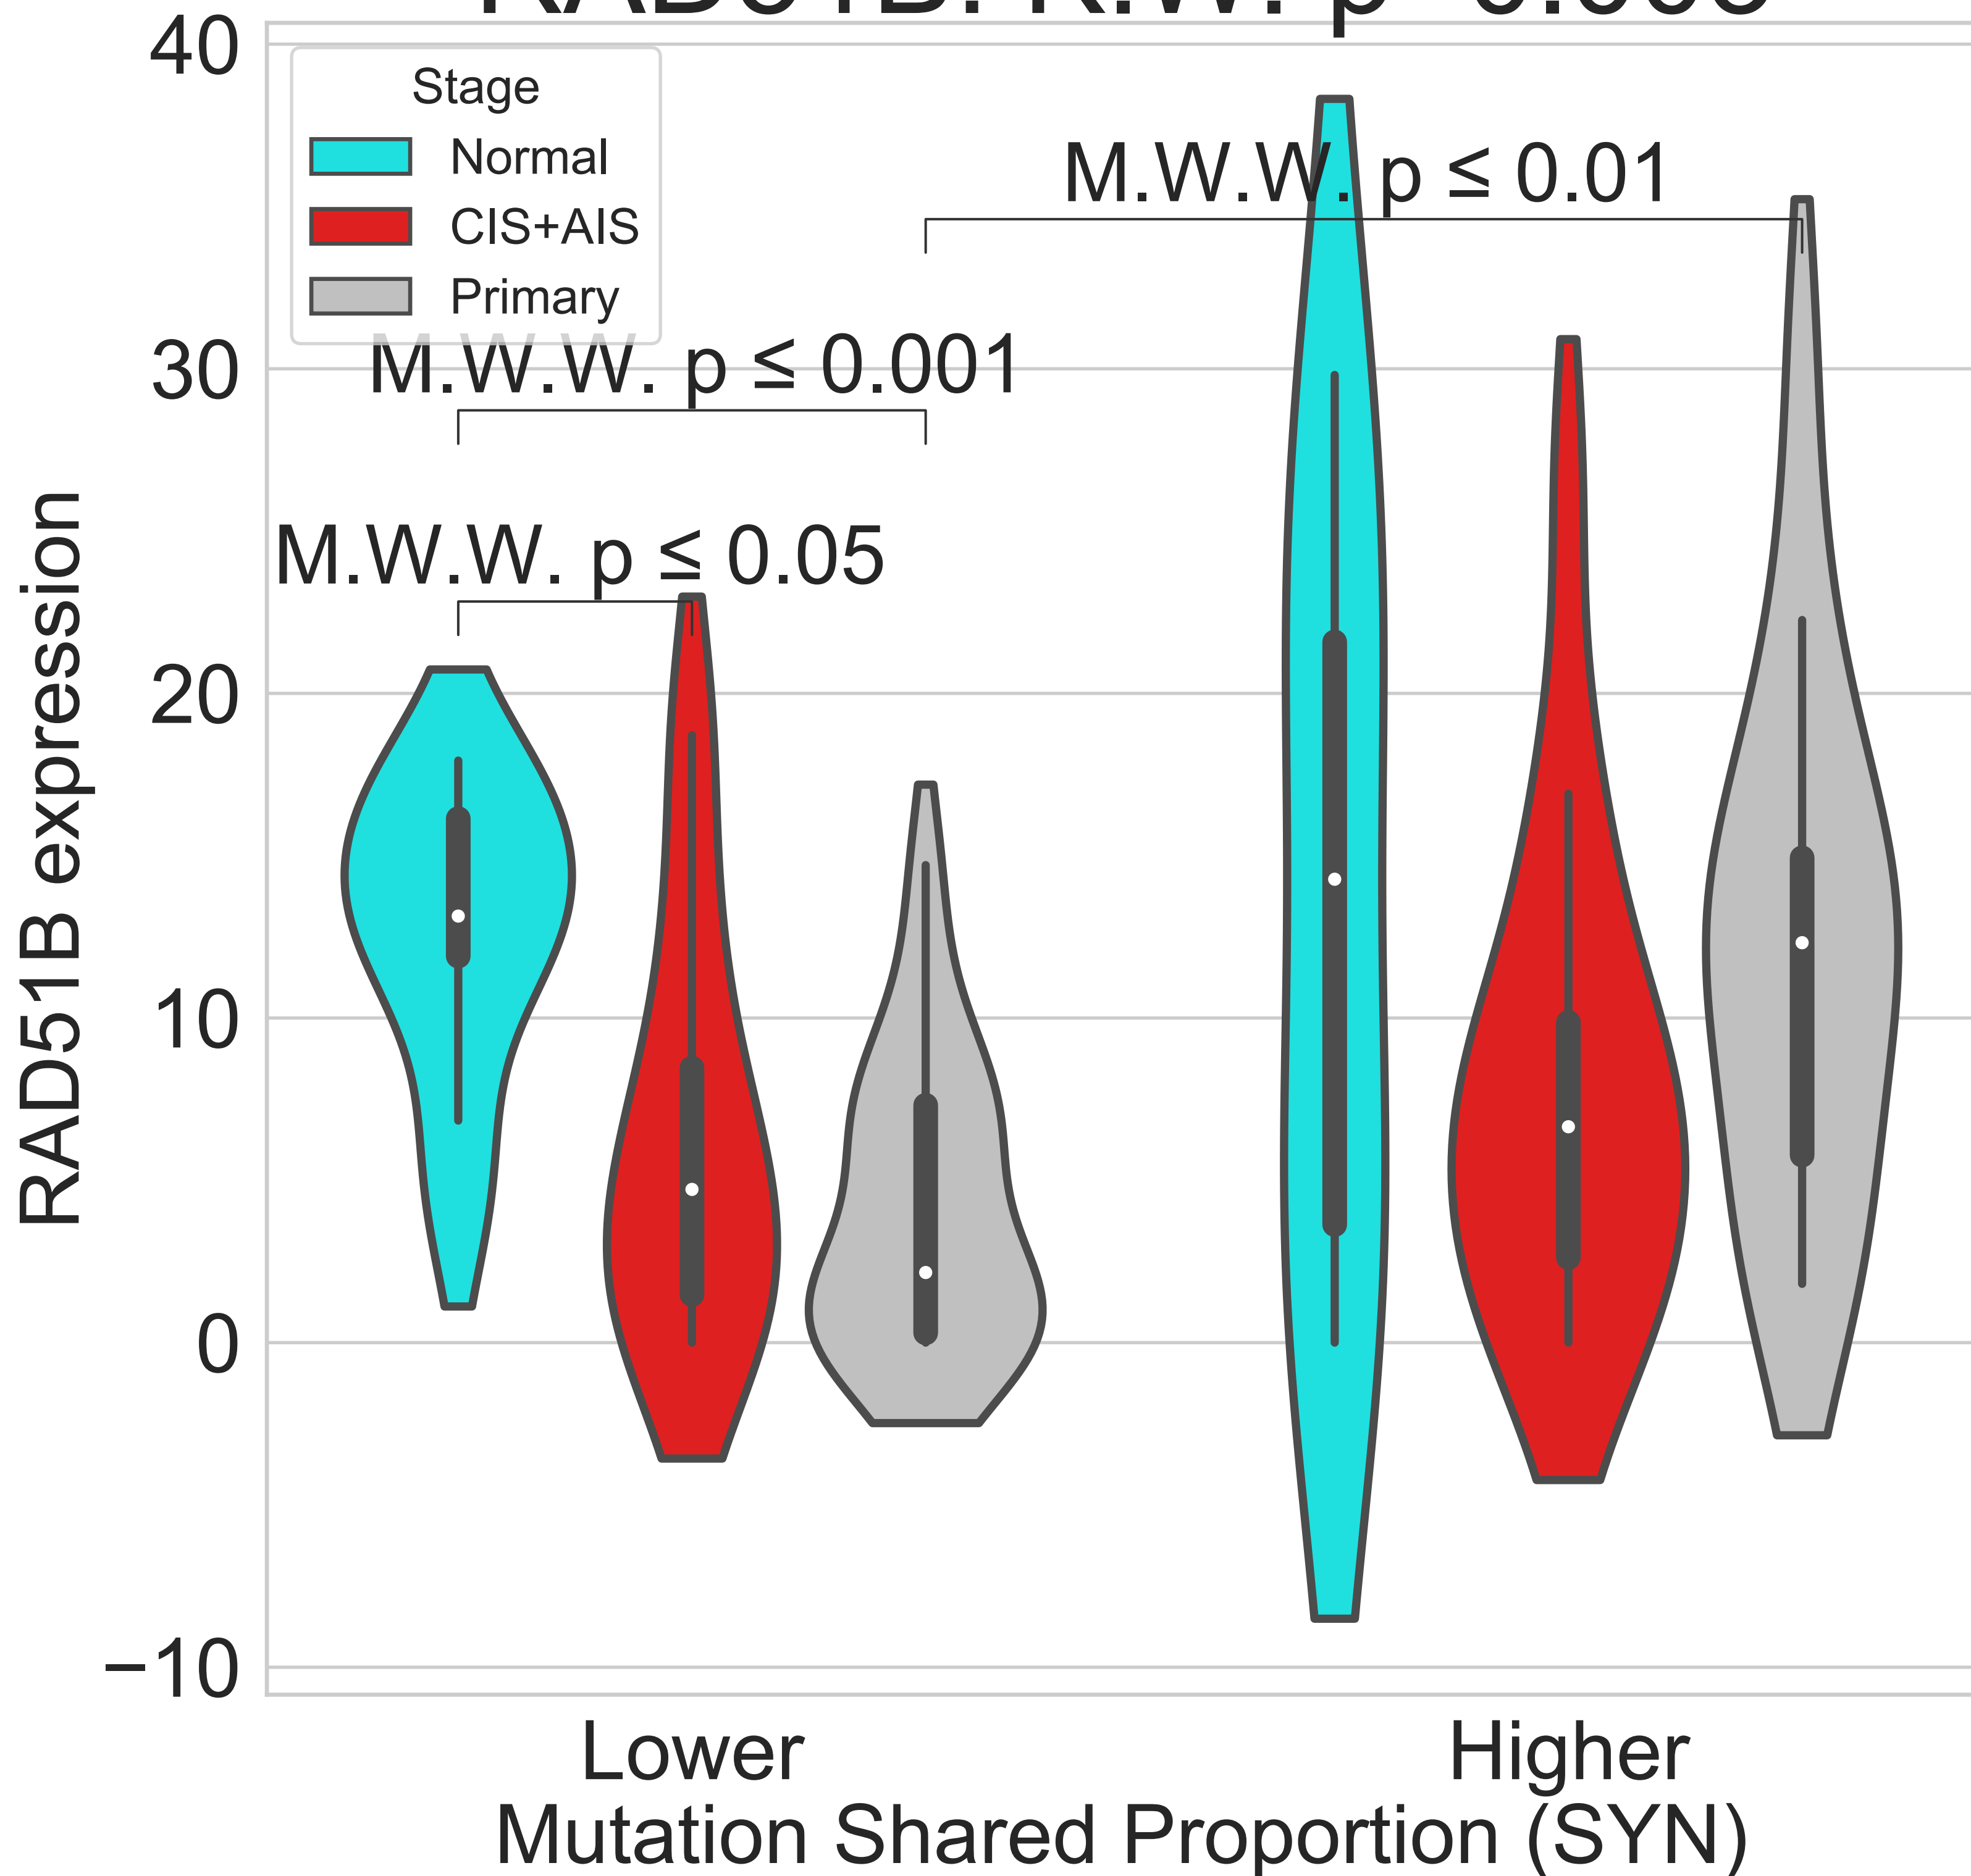 40
Stage
Normal
CIS+AIS
Primary
M.W.W. p ≤ 0.01
30
M.W.W. p ≤ 0.001
M.W.W. p ≤ 0.05
20
10
0
−10
RAD51B expression
Lower
Higher
Mutation Shared Proportion (SYN)